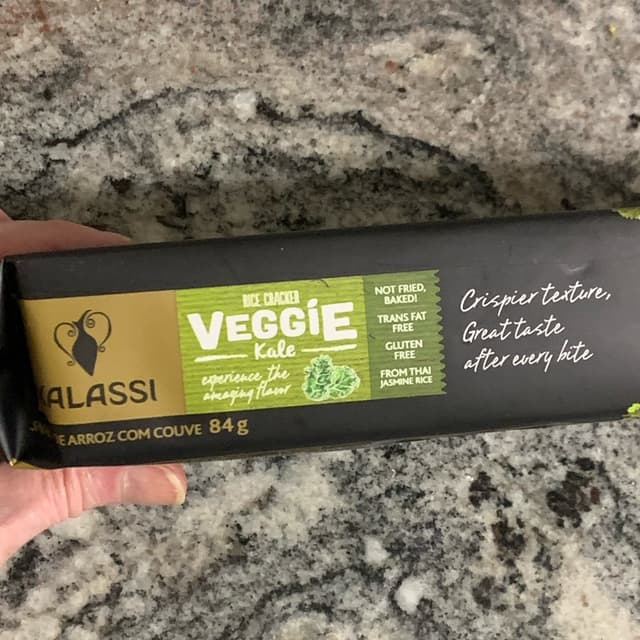 KALASSI
DE ARROZ COM COUVE 84g
RICE CRACKER
VEGGiE
Kale
experience the
amazing flavor
NOT FRIED,
BAKED!
TRANS FAT
FREE
GLUTEN
FREE
FROM THAI
JASMINE RICE
Crispier texture,
Great taste
after every bite